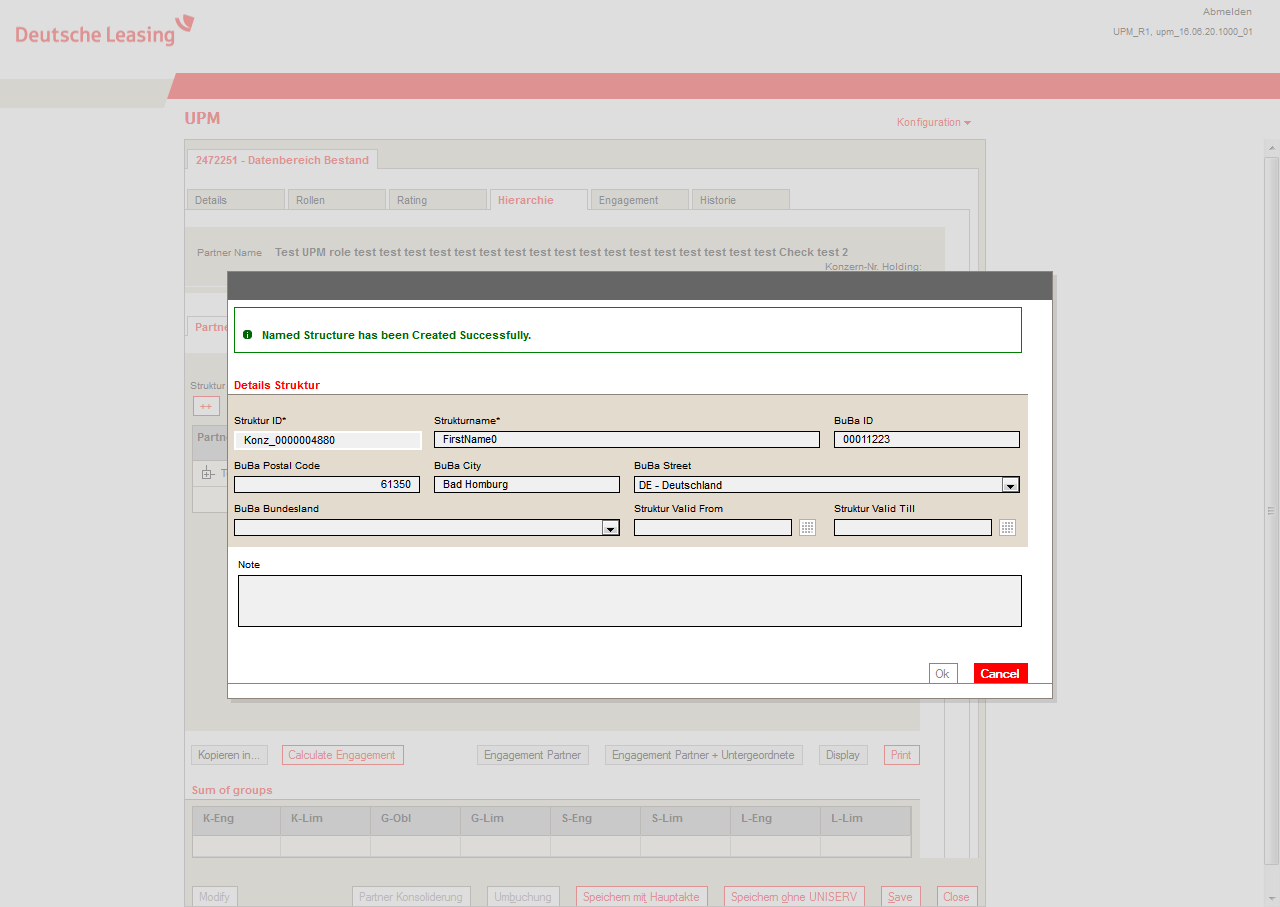 Deutsche Leasing
Abmelden
UPM_R1, upm_16.06.20.1000_01
UPM
Konfiguration
2472251 - Datenbereich Bestand
Details Rollen Rating Hierarchie Engagement Historie
Partner Name Test UPM role test test test test test test test test test test test test test test test test test Check test 2
Konzern-Nr. Holding:
Named Structure has been Created Successfully.
Details Struktur
Struktur
++
Struktur ID* Strukturname* BuBa ID
Konz_0000004880 FirstName0 00011223
BuBa Postal Code BuBa City BuBa Street
61350 Bad Homburg DE - Deutschland
BuBa Bundesland Struktur Valid From Struktur Valid Till
Note
Ok Cancel
Kopieren in... Calculate Engagement Engagement Partner Engagement Partner + Untergeordnete Display Print
Sum of groups
K-Eng K-Lim G-Obl G-Lim S-Eng S-Lim L-Eng L-Lim
Modify Partner Konsolidierung Umbuchung Speichern mit Hauptakte Speichern ohne UNISERV Save Close